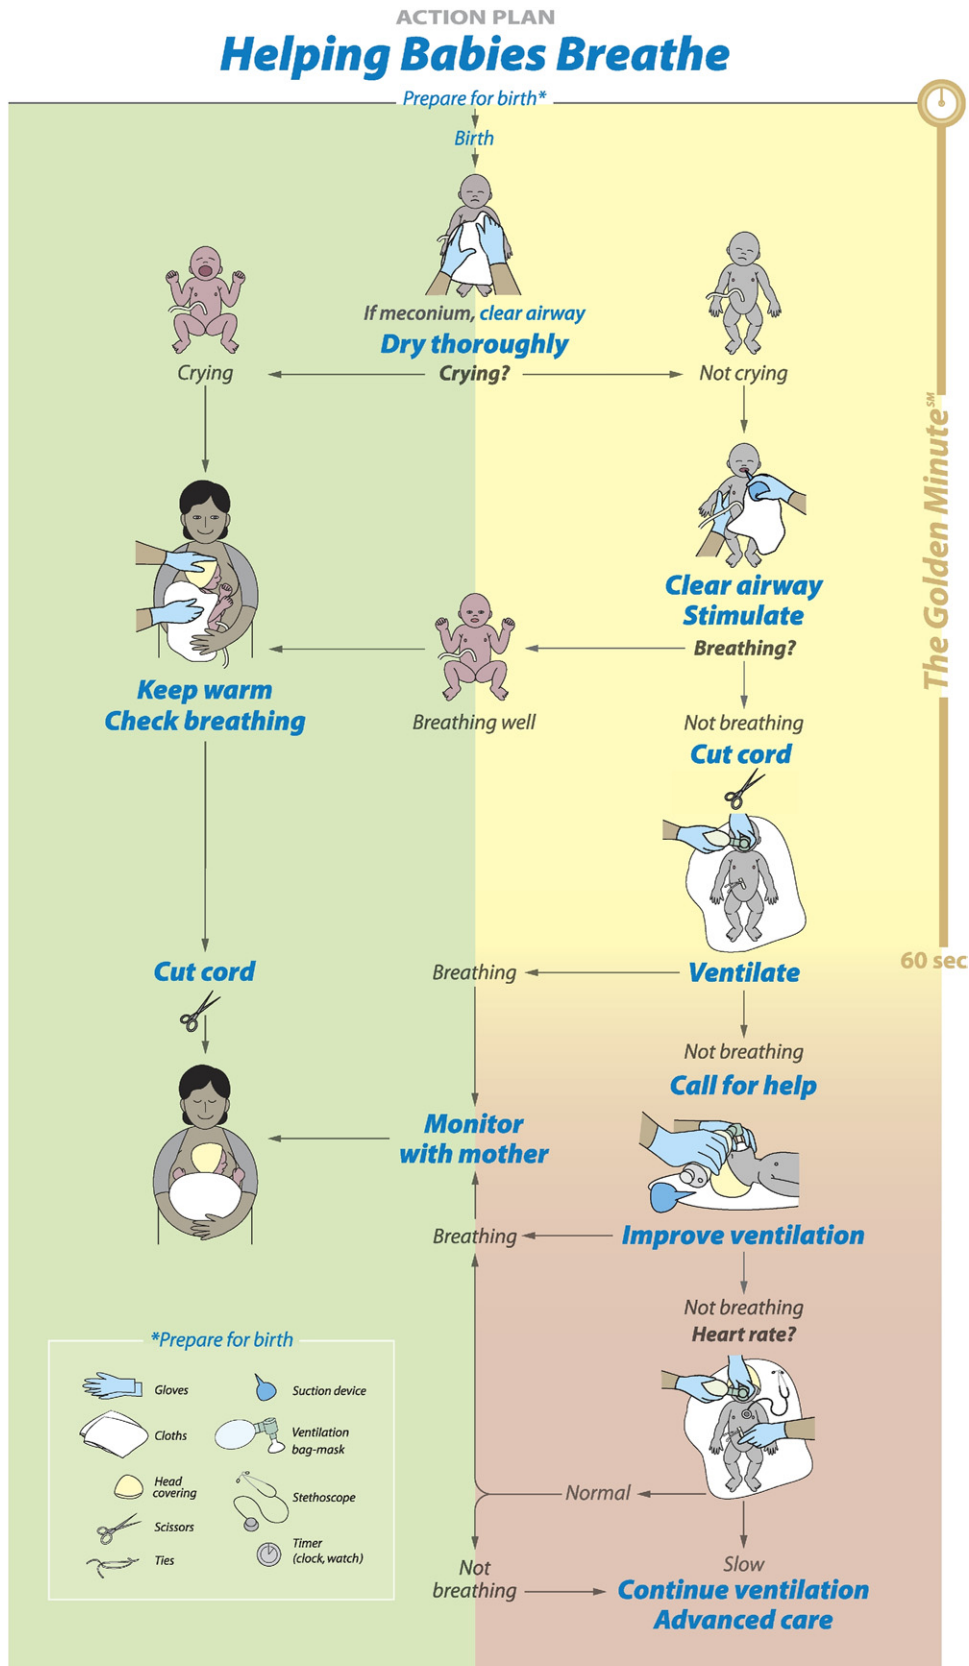 ACTION PLAN
Helping Babies Breathe
Prepare for birth*
Birth
If meconium, clear airway
Dry thoroughly
Crying
Crying?
Not crying
The Golden Minute℠
Clear airway
Stimulate
Breathing?
Keep warm
Check breathing
Breathing well
Not breathing
Cut cord
60 sec
Cut cord
Breathing
Ventilate
Not breathing
Call for help
Monitor
with mother
Breathing
Improve ventilation
Not breathing
Heart rate?
*Prepare for birth
Gloves
Suction device
Cloths
Ventilation
bag-mask
Head
covering
Stethoscope
Scissors
Timer
(clock, watch)
Ties
Normal
Not
breathing
Slow
Continue ventilation
Advanced care